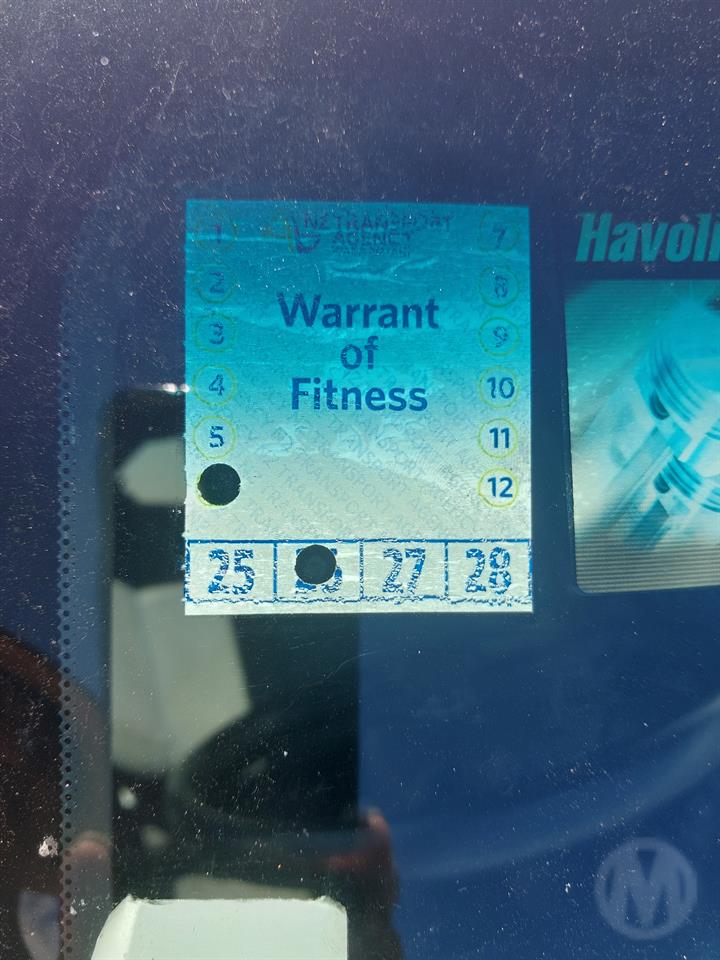 NZ TRANSPORT
AGENCY
Warrant
of
Fitness
1
2
3
4
5
7
8
9
10
11
12
25
27
28
Havoli
M